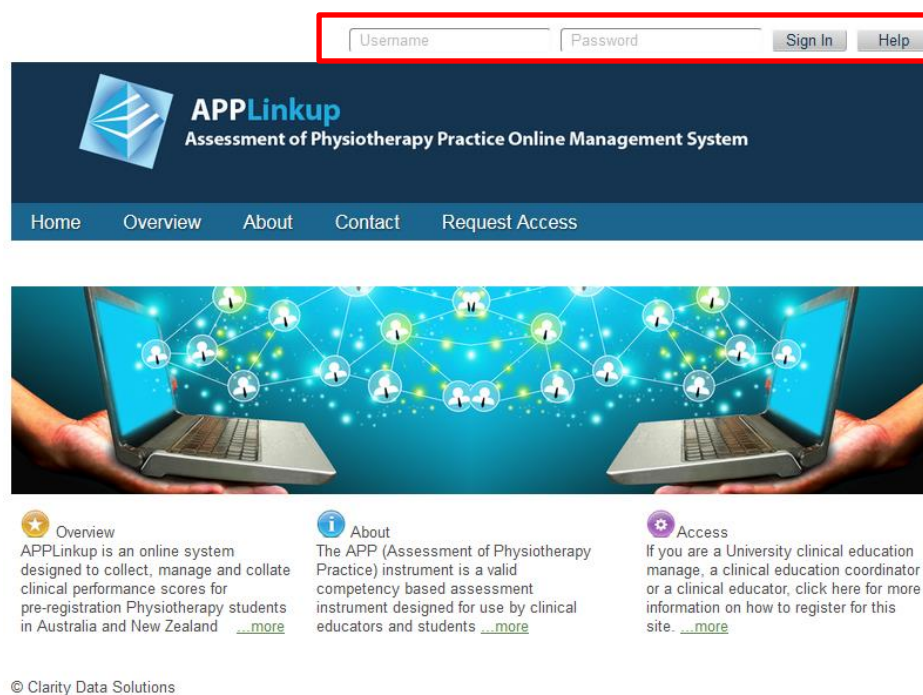 Username Password Sign In Help
APPLinkup
Assessment of Physiotherapy Practice Online Management System
Home Overview About Contact Request Access
Overview
APPLinkup is an online system
designed to collect, manage and collate
clinical performance scores for
pre-registration Physiotherapy students
in Australia and New Zealand ...more
About
The APP (Assessment of Physiotherapy
Practice) instrument is a valid
competency based assessment
instrument designed for use by clinical
educators and students ...more
Access
If you are a University clinical education
manage, a clinical education coordinator
or a clinical educator, click here for more
information on how to register for this
site. ...more
© Clarity Data Solutions